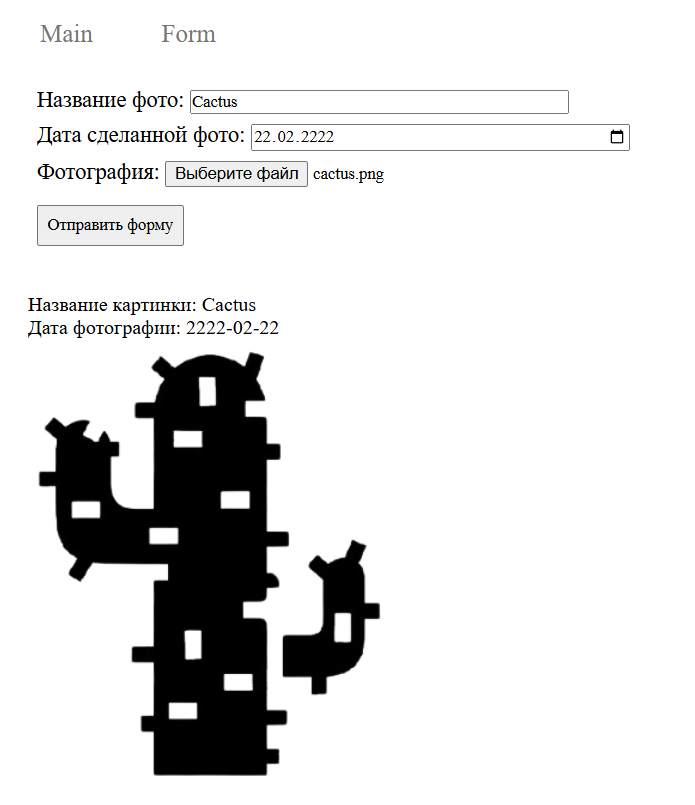 Main Form
Название фото: Cactus
Дата сделанной фото: 22.02.2222
Фотография: Выберите файл cactus.png
Отправить форму
Название картинки: Cactus
Дата фотографии: 2222-02-22